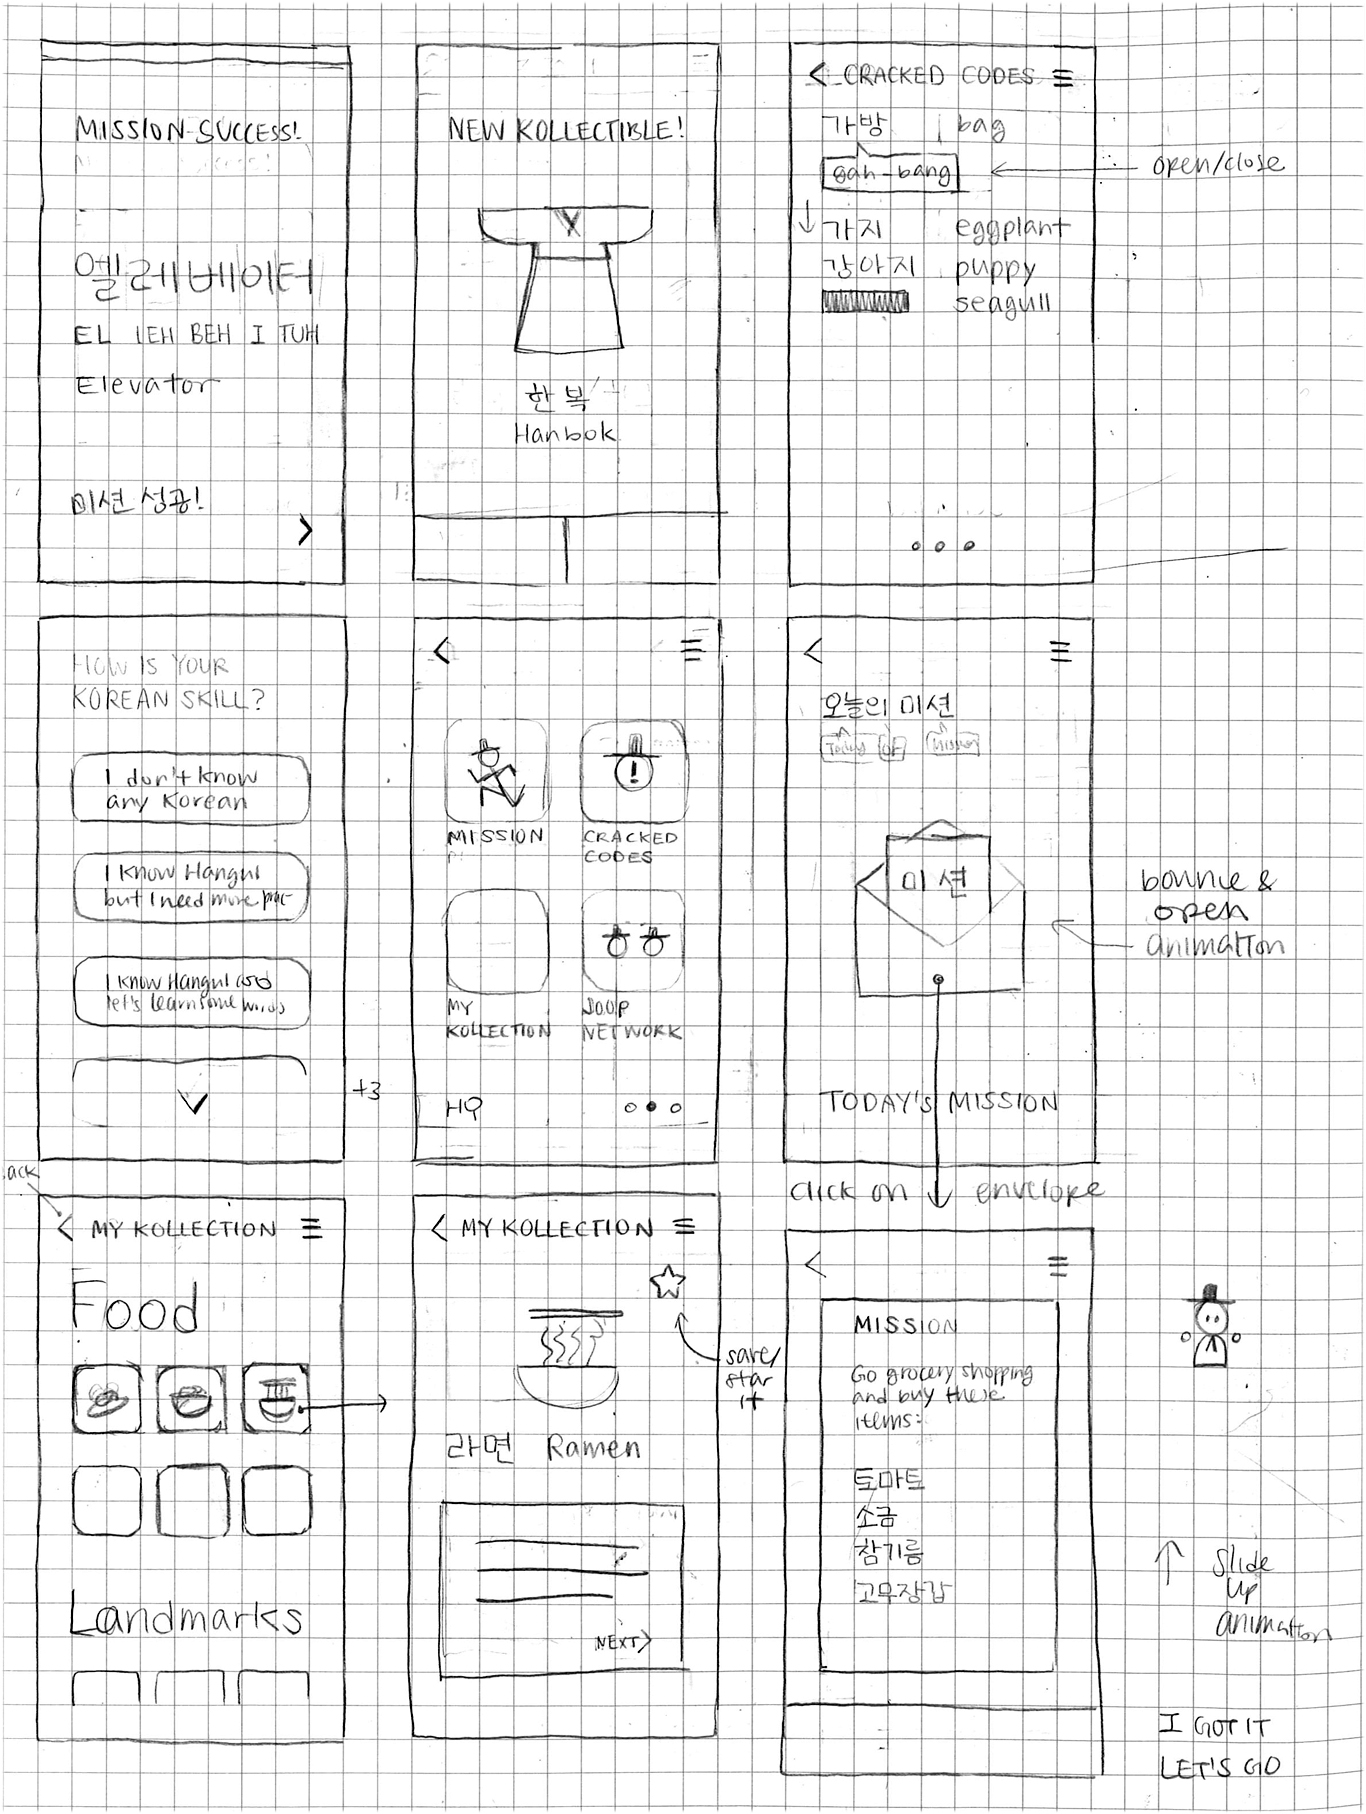 MISSION SUCCESS!
엘레베이터
EL LEH BEH I TUH
Elevator
미션 성공!
NEW KOLLECTIBLE!
한복
Hanbok
< CRACKED CODES
가방 bag
gah-bang
open/close
가지 eggplant
강아지 puppy
seagull
HOW IS YOUR
KOREAN SKILL?
I don't know
any Korean
I know Hangul
but I need more prac
I know Hangul and
let's learn some words
+3
MISSION
CRACKED
CODES
MY
KOLLECTION
JOOP
NETWORK
HQ
오늘의 미션
Today OF Mission
미션
TODAY'S MISSION
bounce &
open
animation
click on envelope
ack
< MY KOLLECTION
Food
Landmarks
< MY KOLLECTION
save/
star
it
라면 Ramen
NEXT>
MISSION
Go grocery shopping
and buy these
items:
토마토
소금
참기름
고무장갑
slide
up
animation
I GOT IT
LET'S GO